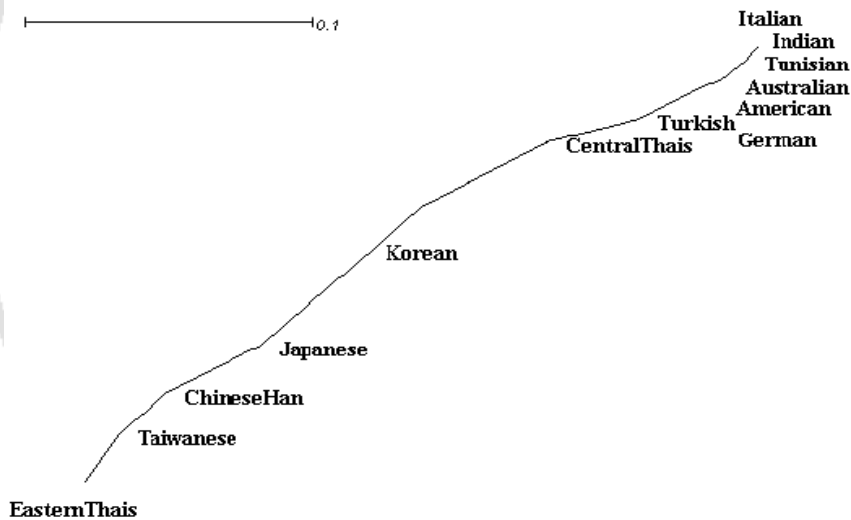 0.1
Italian
Indian
Tunisian
Australian
American
Turkish
German
CentralThais
Korean
Japanese
ChineseHan
Taiwanese
EasternThais